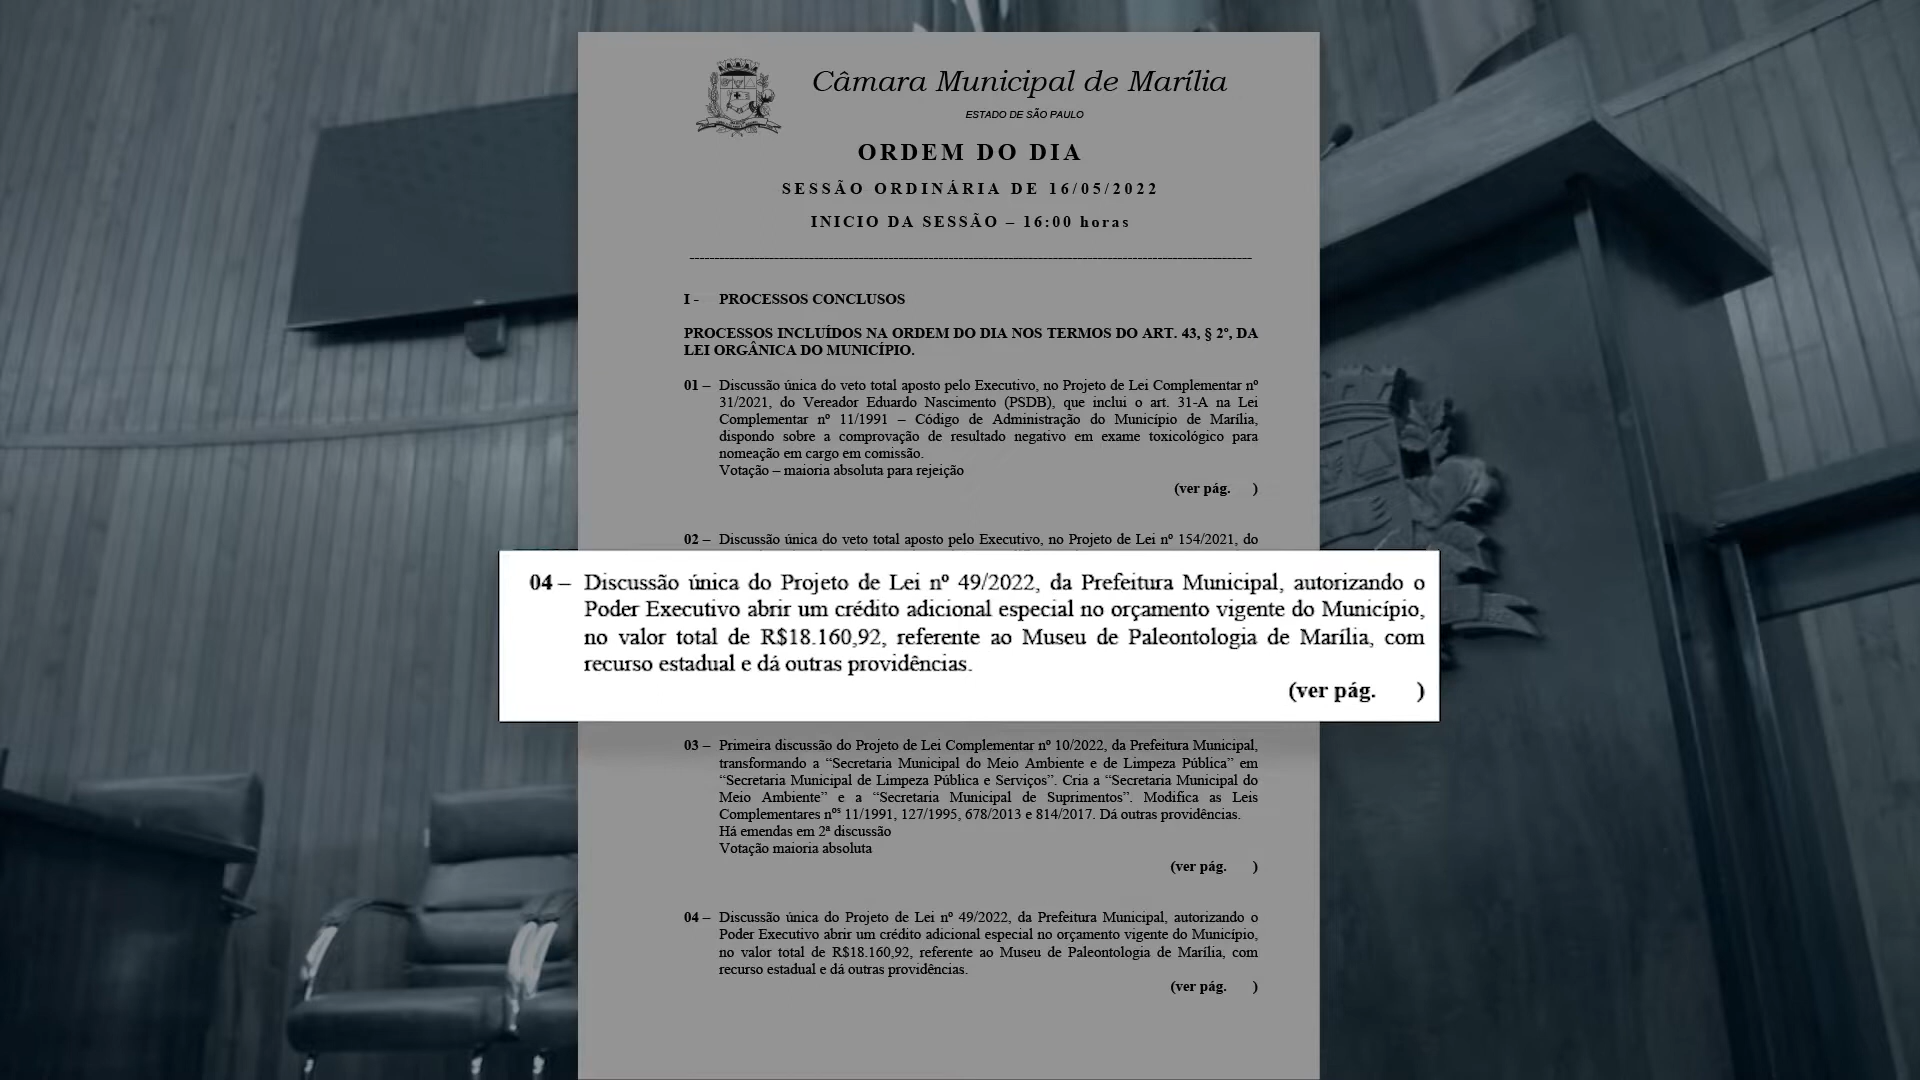 Câmara Municipal de Marília
ESTADO DE SÃO PAULO
ORDEM DO DIA
SESSÃO ORDINÁRIA DE 16/05/2022
INICIO DA SESSÃO – 16:00 horas
I - PROCESSOS CONCLUSOS
PROCESSOS INCLUÍDOS NA ORDEM DO DIA NOS TERMOS DO ART. 43, § 2º, DA
LEI ORGÂNICA DO MUNICÍPIO.
01 – Discussão única do veto total aposto pelo Executivo, no Projeto de Lei Complementar nº
31/2021, do Vereador Eduardo Nascimento (PSDB), que inclui o art. 31-A na Lei
Complementar nº 11/1991 – Código de Administração do Município de Marília,
dispondo sobre a comprovação de resultado negativo em exame toxicológico para
nomeação em cargo em comissão.
Votação – maioria absoluta para rejeição
(ver pág. )
02 – Discussão única do veto total aposto pelo Executivo, no Projeto de Lei nº 154/2021, do
04 – Discussão única do Projeto de Lei nº 49/2022, da Prefeitura Municipal, autorizando o
Poder Executivo abrir um crédito adicional especial no orçamento vigente do Município,
no valor total de R$18.160,92, referente ao Museu de Paleontologia de Marília, com
recurso estadual e dá outras providências.
(ver pág. )
03 – Primeira discussão do Projeto de Lei Complementar nº 10/2022, da Prefeitura Municipal,
transformando a “Secretaria Municipal do Meio Ambiente e de Limpeza Pública” em
“Secretaria Municipal de Limpeza Pública e Serviços”. Cria a “Secretaria Municipal do
Meio Ambiente” e a “Secretaria Municipal de Suprimentos”. Modifica as Leis
Complementares nºs 11/1991, 127/1995, 678/2013 e 814/2017. Dá outras providências.
Há emendas em 2ª discussão
Votação maioria absoluta
(ver pág. )
04 – Discussão única do Projeto de Lei nº 49/2022, da Prefeitura Municipal, autorizando o
Poder Executivo abrir um crédito adicional especial no orçamento vigente do Município,
no valor total de R$18.160,92, referente ao Museu de Paleontologia de Marília, com
recurso estadual e dá outras providências.
(ver pág. )